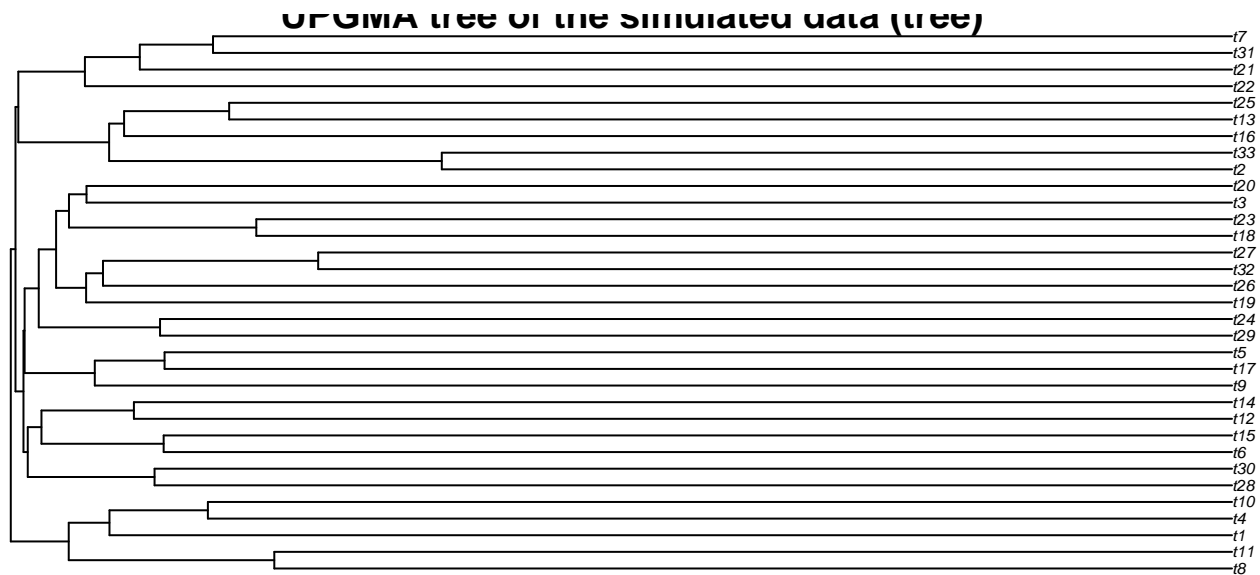 UPGMA tree of the simulated data (tree)
t7
t31
t21
t22
t25
t13
t16
t33
t2
t20
t3
t23
t18
t27
t32
t26
t19
t24
t29
t5
t17
t9
t14
t12
t15
t6
t30
t28
t10
t4
t1
t11
t8